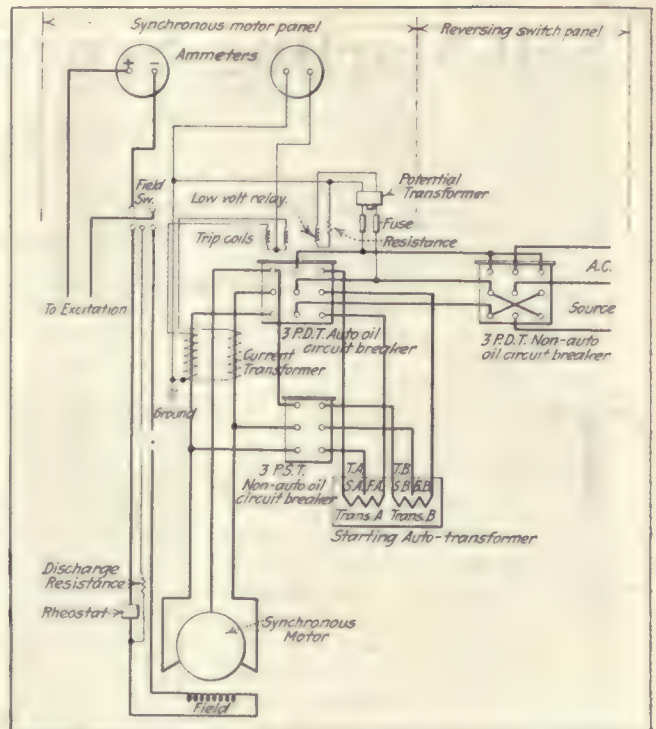 Synchronous motor panel
Reversing switch panel
Ammeters
+ -
Field
Sw.
Low volt relay.
Potential
Transformer
Fuse
Resistance
Trip coils
A.C.
To Excitation
Source
3 P.D.T. Auto oil
circuit breaker
3 P.D.T. Non-auto
oil circuit breaker
Current
Transformer
Ground
3 P.S.T.
Non-auto oil
circuit breaker
T.A.
T.B.
S.A.
F.A.
S.B.
Trans. A
Trans. B
Starting Auto-transformer
Discharge
Resistance
Rheostat
Synchronous
Motor
Field